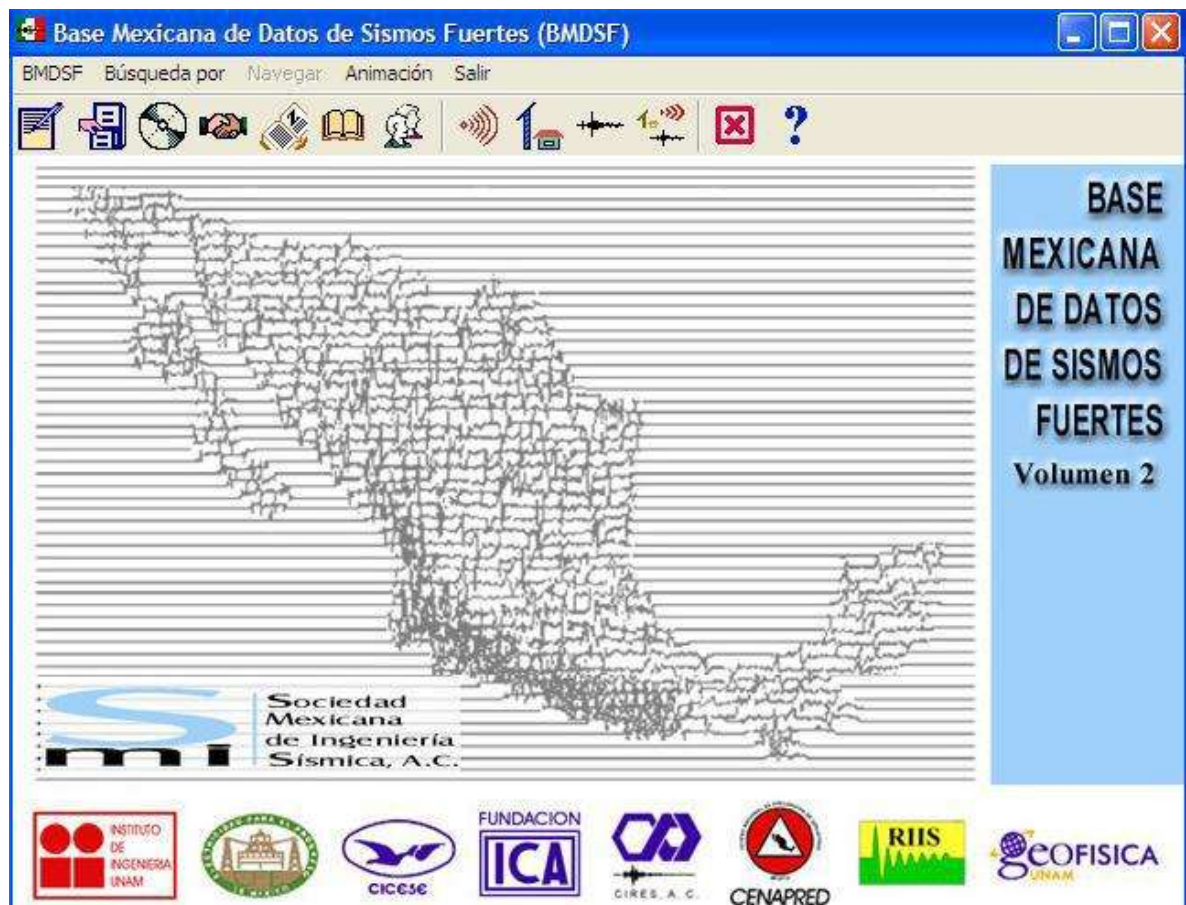 Base Mexicana de Datos de Sismos Fuertes (BMDSF)
BMDSF Búsqueda por Navegar Animación Salir
BASE
MEXICANA
DE DATOS
DE SISMOS
FUERTES
Volumen 2
Sociedad
Mexicana
de Ingeniería
Sísmica, A.C.
smi
INSTITUTO
DE
INGENIERIA
UNAM
CICESE
FUNDACION
ICA
CIRES, A. C.
CENAPRED
RIIS
GEOFISICA
UNAM